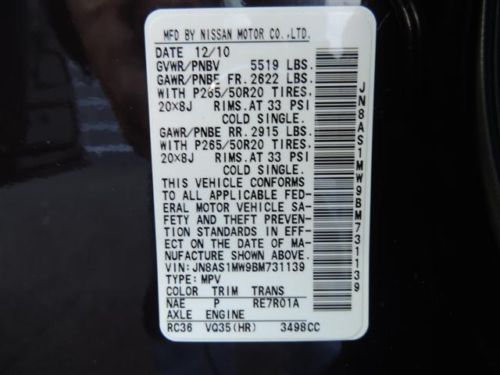 MFD BY NISSAN MOTOR CO.,LTD.
DATE 12/10
GVWR/PNBV 5519 LBS.
GAWR/PNBE FR. 2622 LBS.
WITH P265/50R20 TIRES,
20×8J RIMS, AT 33 PSI
COLD SINGLE.
GAWR/PNBE RR. 2915 LBS.
WITH P265/50R20 TIRES,
20×8J RIMS, AT 33 PSI
COLD SINGLE.
THIS VEHICLE CONFORMS
TO ALL APPLICABLE FED-
ERAL MOTOR VEHICLE SA-
FETY AND THEFT PREVEN-
TION STANDARDS IN EFF-
ECT ON THE DATE OF MA-
NUFACTURE SHOWN ABOVE.
VIN:JN8AS1MW9BM731139
TYPE: MPV
COLOR TRIM TRANS
NAE P RE7R01A
AXLE ENGINE
RC36 VQ35(HR) 3498CC
JN8AS1MW9BM731139